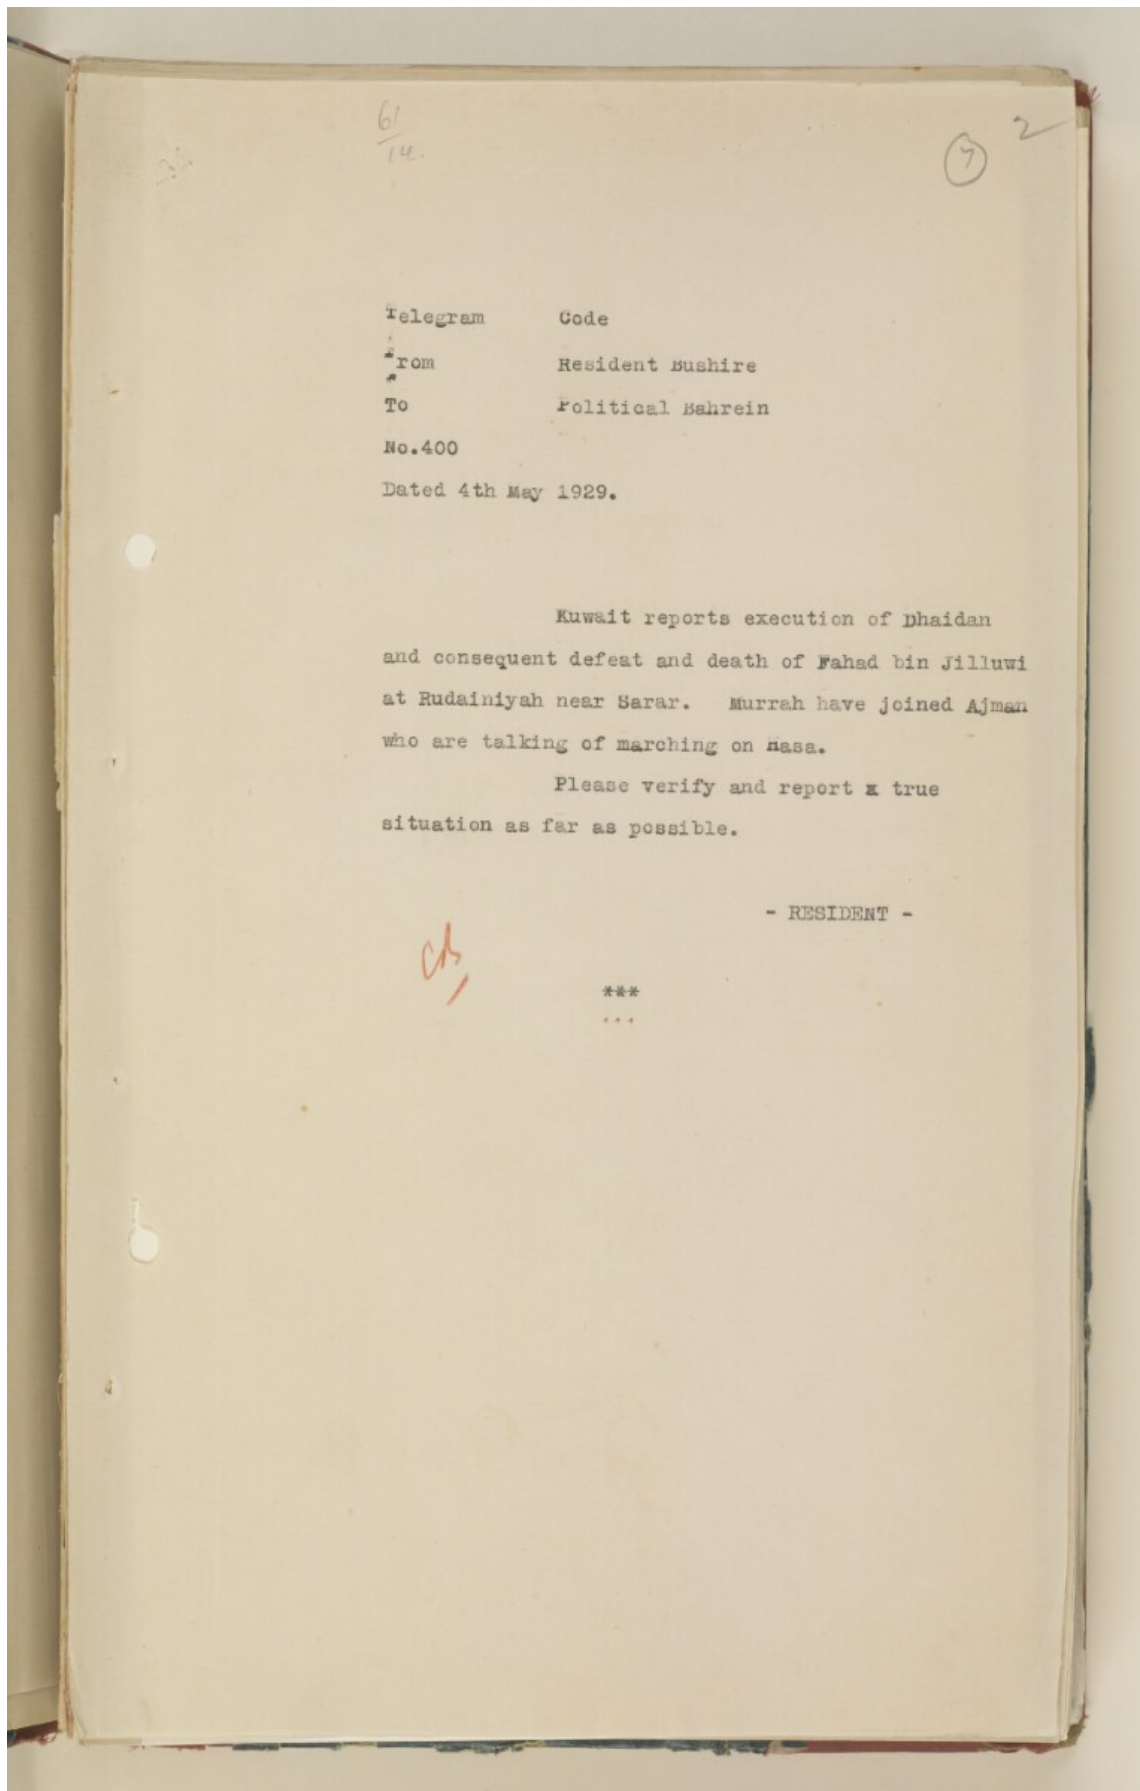 61
14.
7 2
Telegram Code
From Resident Bushire
To Political Bahrein
No.400
Dated 4th May 1929.
Kuwait reports execution of Dhaidan
and consequent defeat and death of Fahad bin Jilluwi
at Rudainiyah near Sarar. Murrah have joined Ajman
who are talking of marching on Hasa.
Please verify and report x true
situation as far as possible.
- RESIDENT -
***